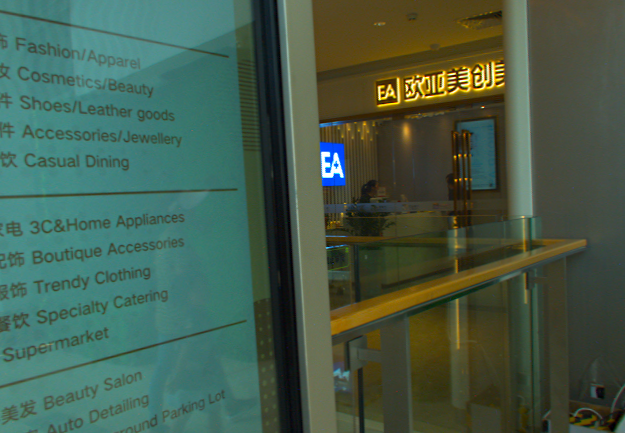 饰 Fashion/Apparel
妆 Cosmetics/Beauty
件 Shoes/Leather goods
件 Accessories/Jewellery
饮 Casual Dining
家电 3C&Home Appliances
配饰 Boutique Accessories
服饰 Trendy Clothing
餐饮 Specialty Catering
Supermarket
美发 Beauty Salon
Auto Detailing
Parking Lot
EA 欧亚美创美
EA